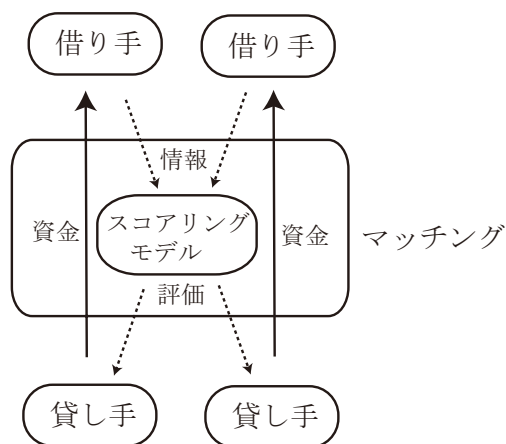 借り手
借り手
情報
資金
スコアリング
モデル
資金
マッチング
評価
貸し手
貸し手